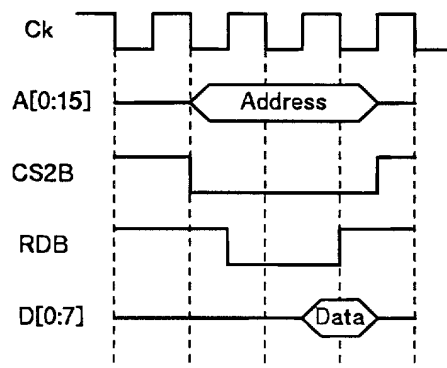 Ck
A[0:15]
Address
CS2B
RDB
D[0:7]
Data